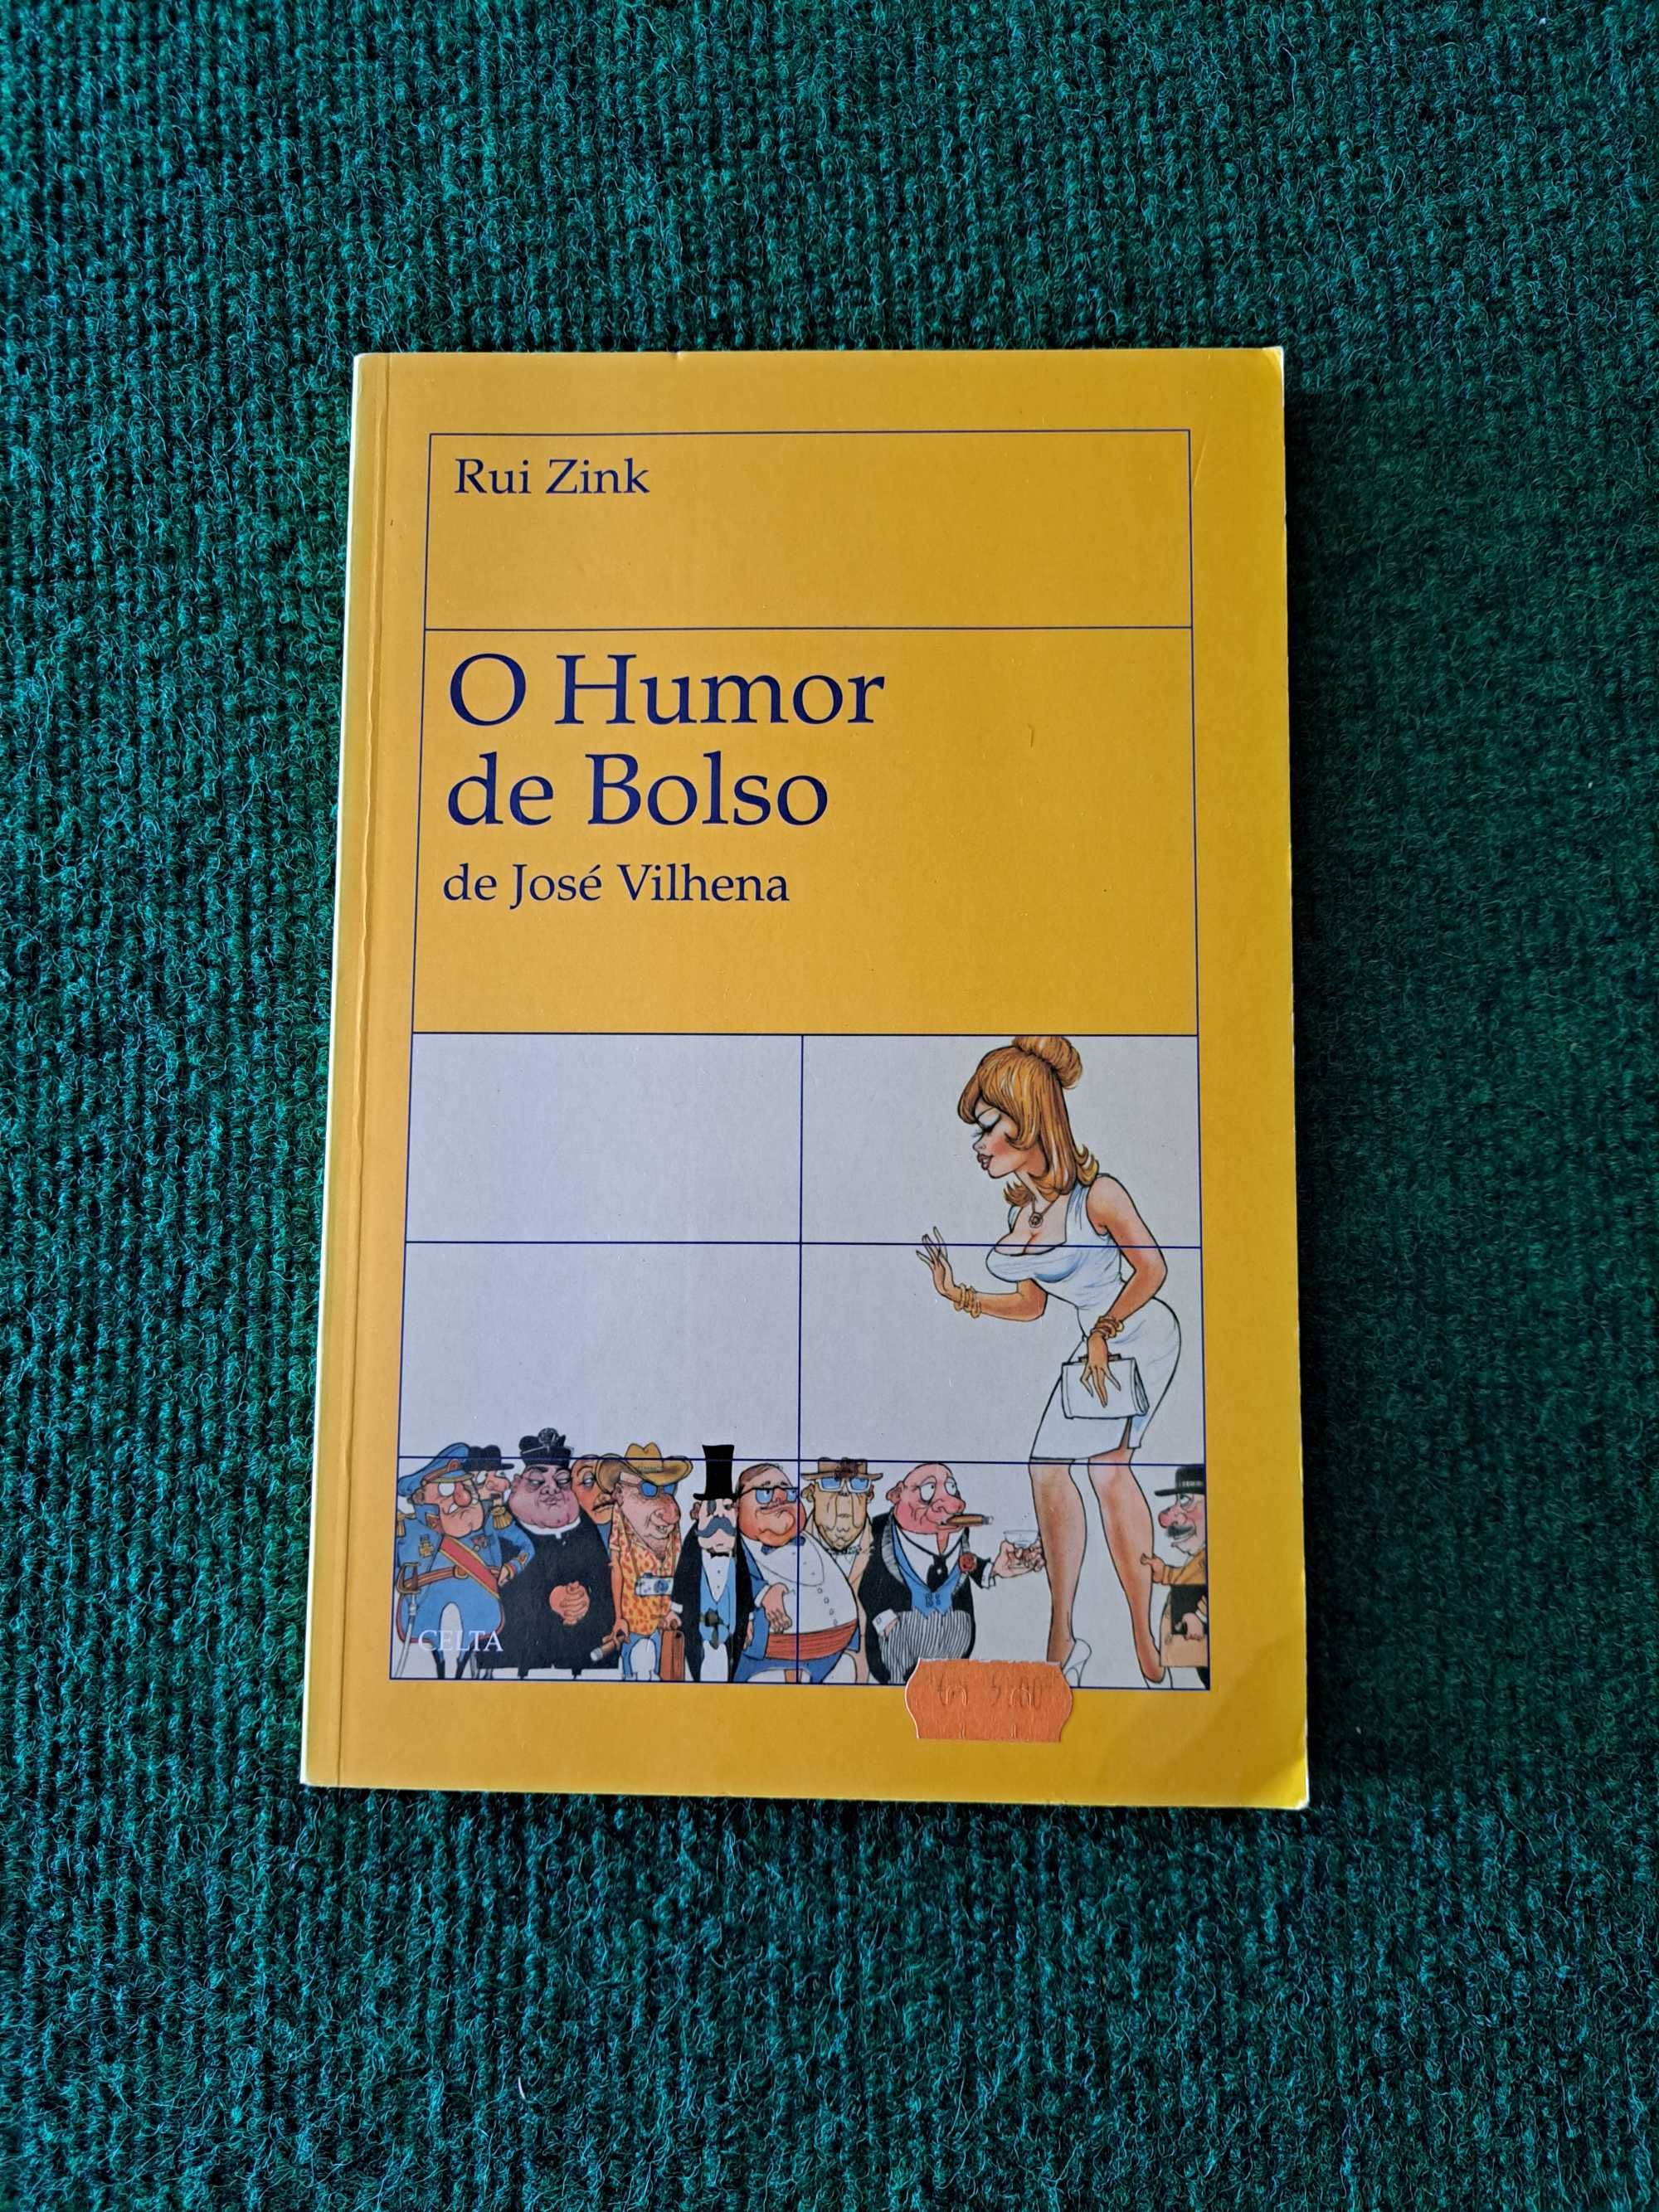 Rui Zink
O Humor
de Bolso
de José Vilhena
CELTA